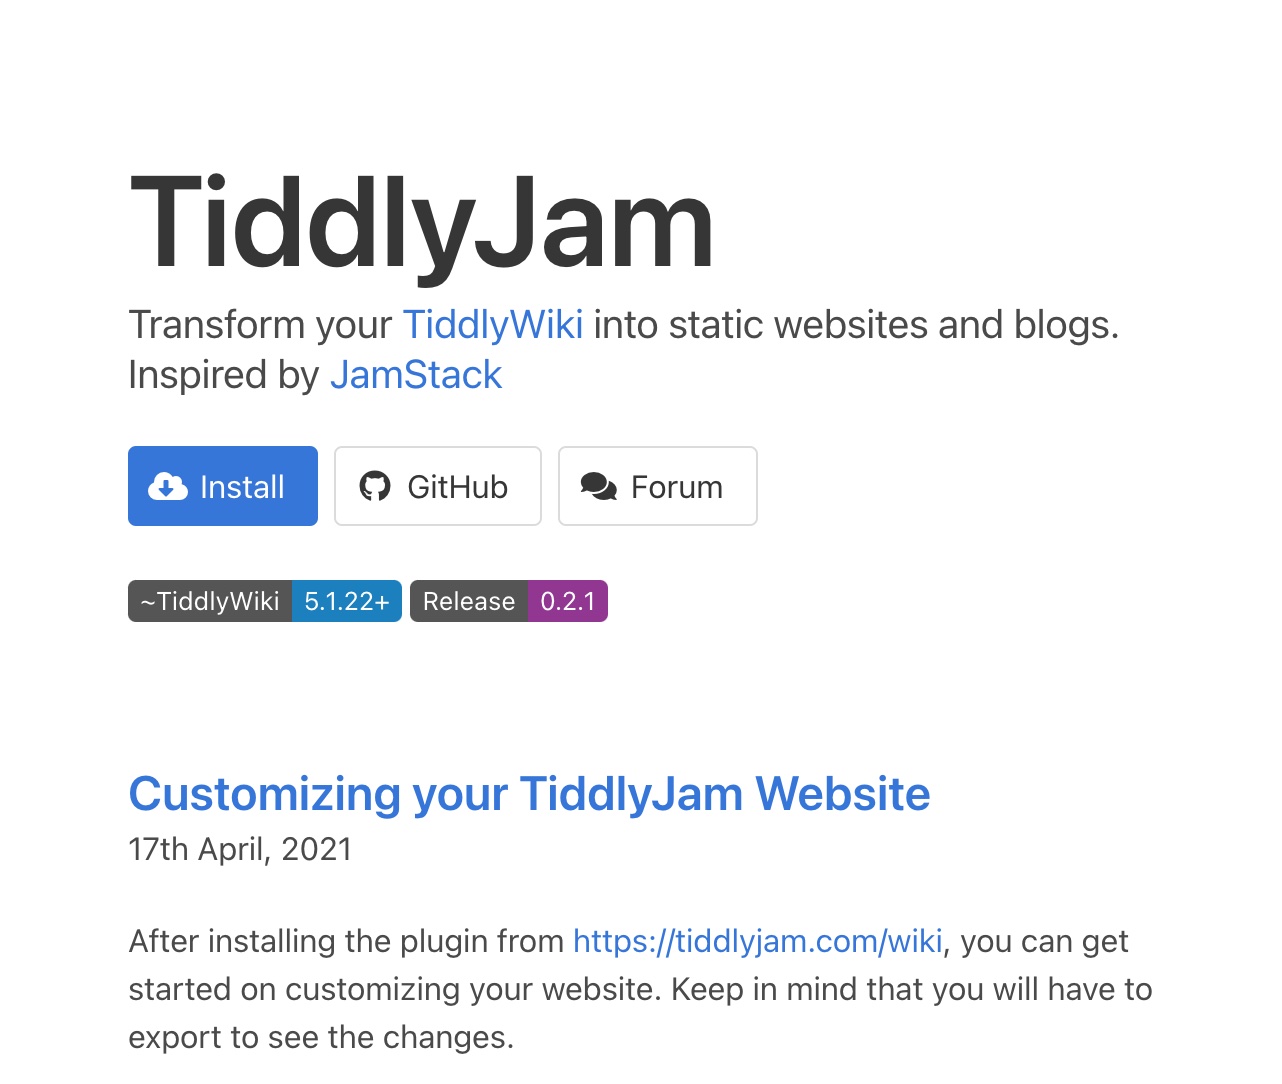 TiddlyJam
Transform your TiddlyWiki into static websites and blogs.
Inspired by JamStack
Install GitHub Forum
~TiddlyWiki 5.1.22+ Release 0.2.1
Customizing your TiddlyJam Website
17th April, 2021
After installing the plugin from https://tiddlyjam.com/wiki, you can get
started on customizing your website. Keep in mind that you will have to
export to see the changes.